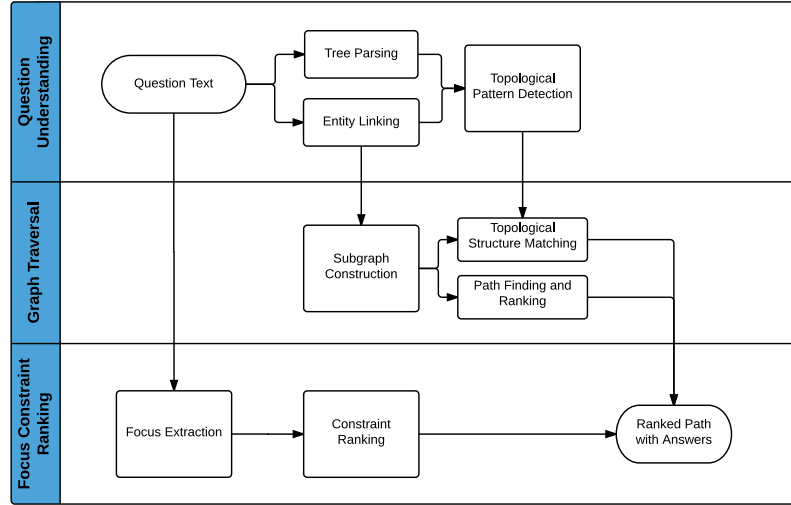 Question
Understanding
Question Text
Tree Parsing
Entity Linking
Topological
Pattern Detection
Graph Traversal
Subgraph
Construction
Topological
Structure Matching
Path Finding and
Ranking
Focus Constraint
Ranking
Focus Extraction
Constraint
Ranking
Ranked Path
with Answers